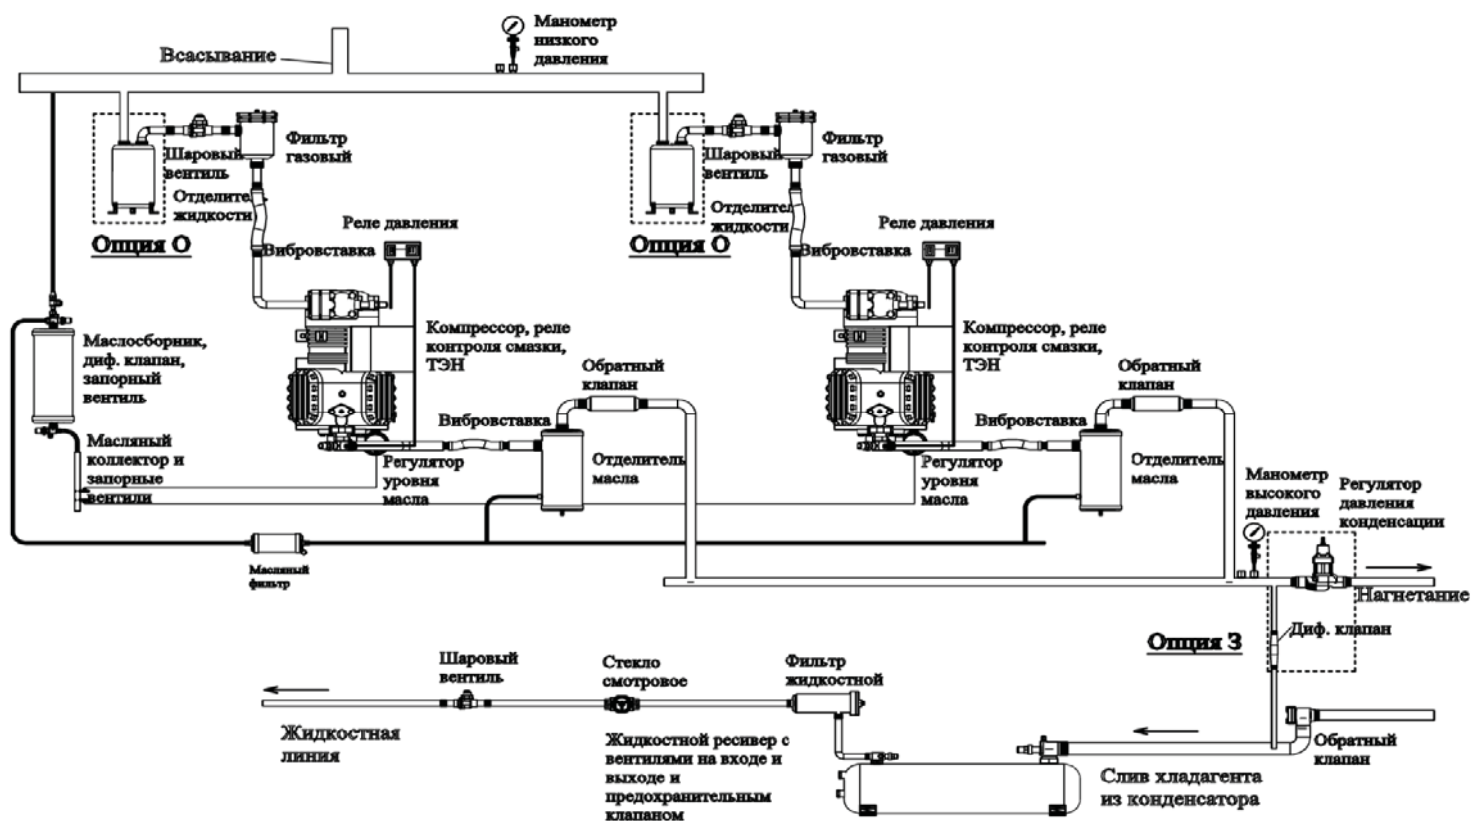 Манометр
низкого
давления
Всасывание
Фильтр
газовый
Шаровый
вентиль
Отделитель
жидкости
Опция О
Вибровставка
Реле давления
Фильтр
газовый
Шаровый
вентиль
Отделитель
жидкости
Опция О
Вибровставка
Реле давления
Маслосборник,
диф. клапан,
запорный
вентиль
Компрессор, реле
контроля смазки,
ТЭН
Обратный
клапан
Компрессор, реле
контроля смазки,
ТЭН
Обратный
клапан
Вибровставка
Вибровставка
Масляный
коллектор и
запорные
вентили
Регулятор
уровня
масла
Отделитель
масла
Регулятор
уровня
масла
Отделитель
масла
Манометр
высокого
давления
Регулятор
давления
конденсации
Масляный
фильтр
Нагнетание
Опция З
Диф. клапан
Шаровый
вентиль
Стекло
смотровое
Фильтр
жидкостной
Жидкостная
линия
Жидкостной ресивер с
вентилями на входе и
выходе и
предохранительным
клапаном
Обратный
клапан
Слив хладагента
из конденсатора